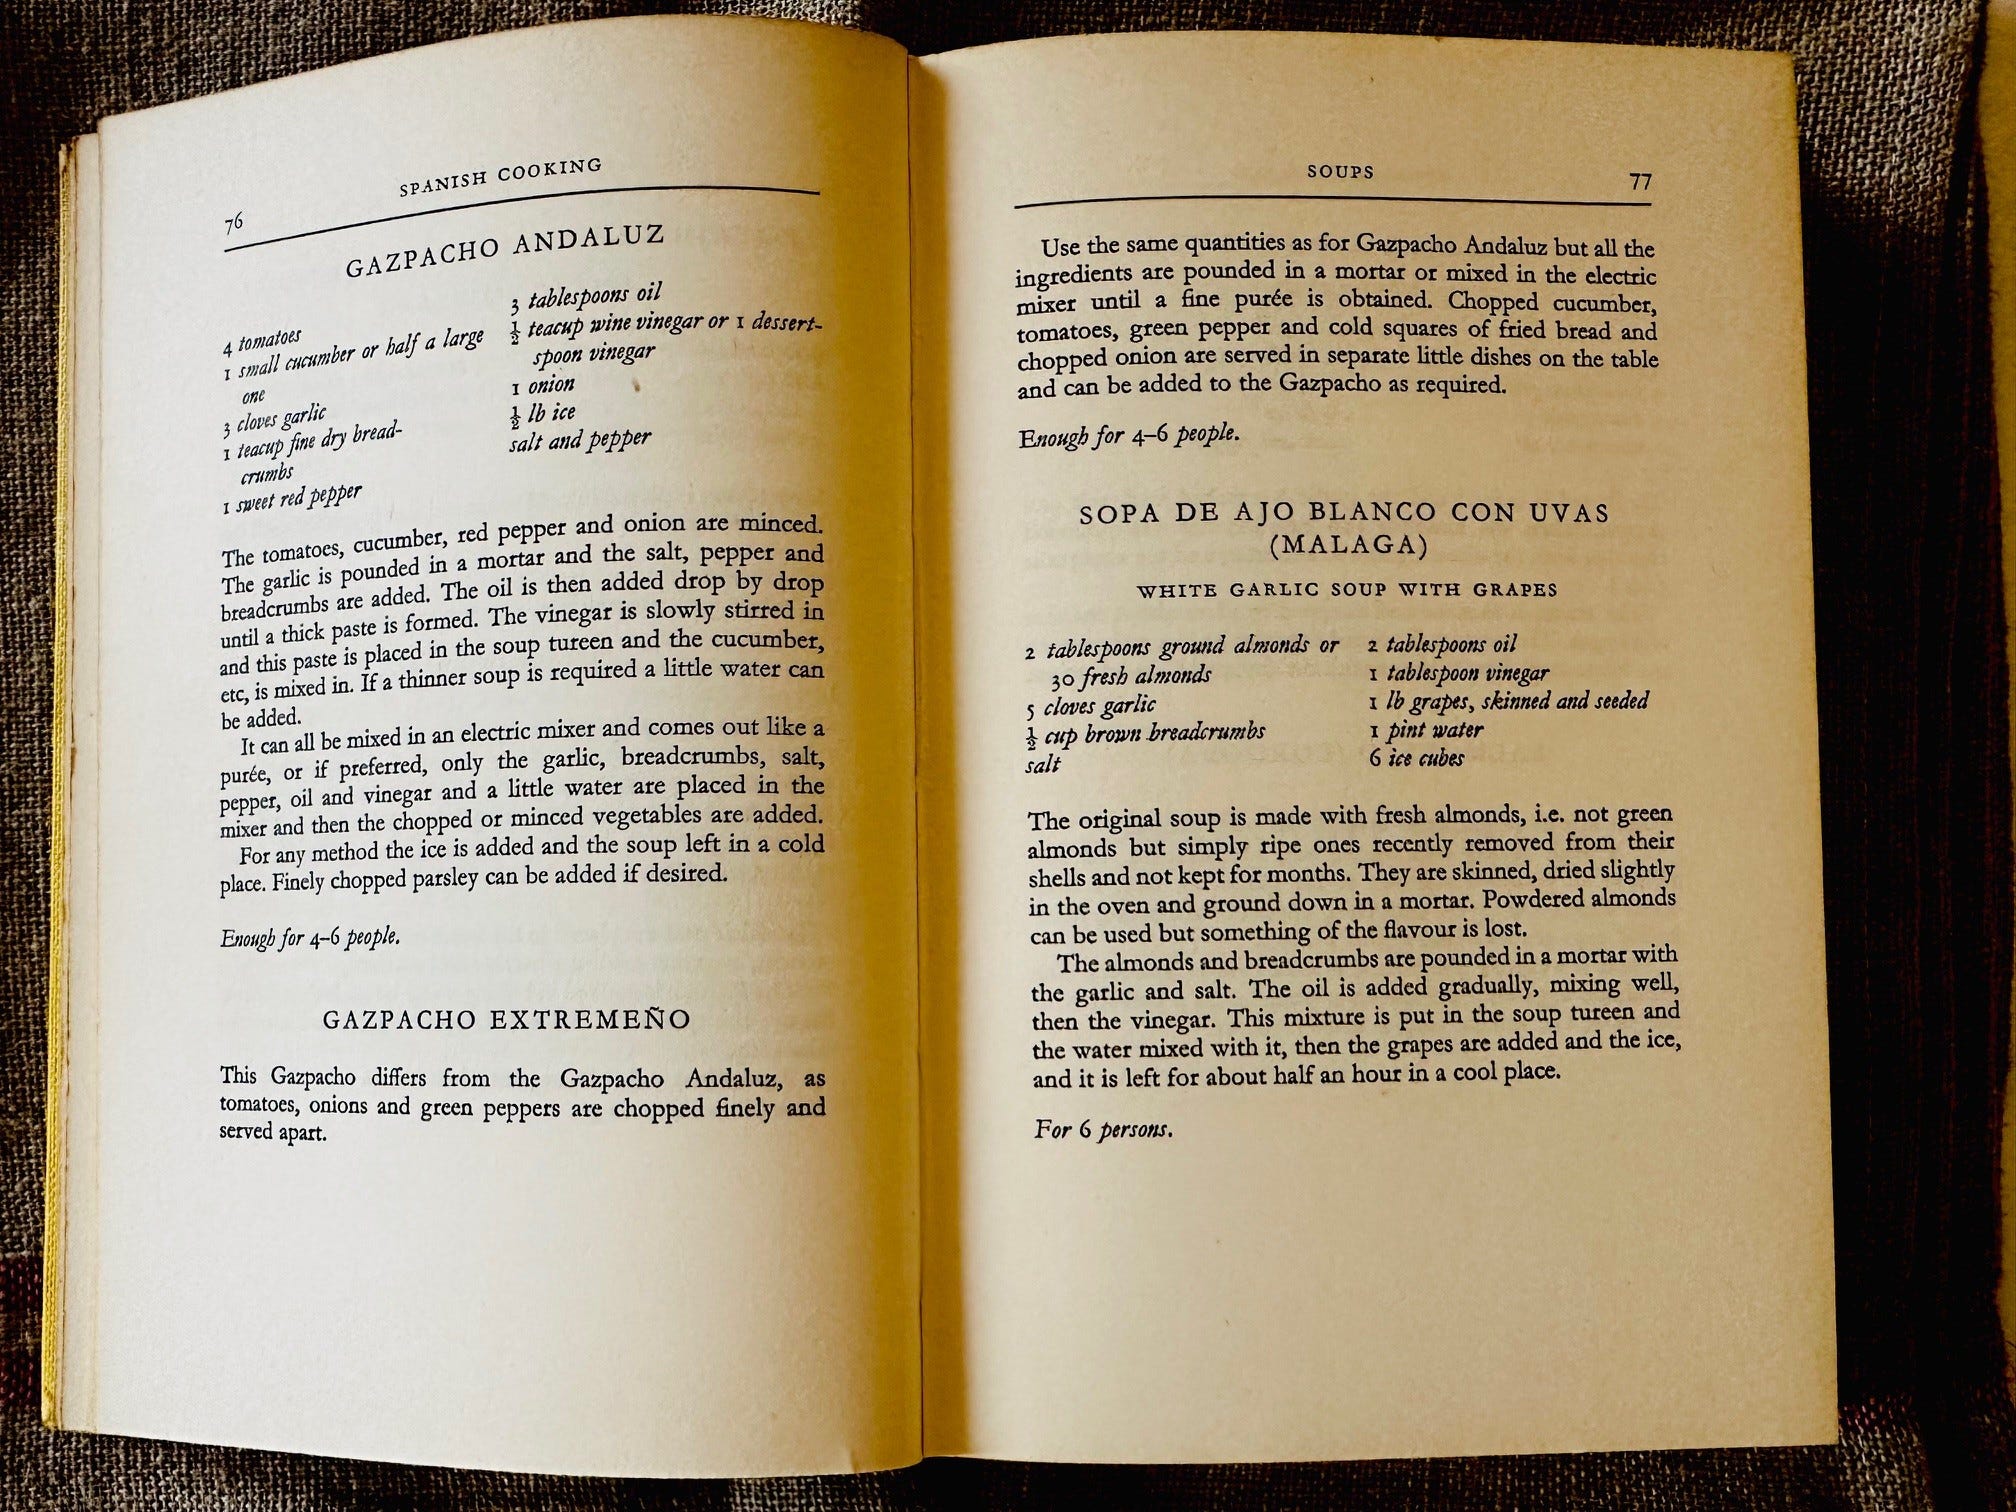 SPANISH COOKING
76
GAZPACHO ANDALUZ
4 tomatoes
1 small cucumber or half a large
one
3 cloves garlic
1 teacup fine dry bread-
crumbs
1 sweet red pepper
3 tablespoons oil
½ teacup wine vinegar or 1 dessert-
spoon vinegar
1 onion
½ lb ice
salt and pepper
The tomatoes, cucumber, red pepper and onion are minced.
The garlic is pounded in a mortar and the salt, pepper and
breadcrumbs are added. The oil is then added drop by drop
until a thick paste is formed. The vinegar is slowly stirred in
and this paste is placed in the soup tureen and the cucumber,
etc, is mixed in. If a thinner soup is required a little water can
be added.
It can all be mixed in an electric mixer and comes out like a
purée, or if preferred, only the garlic, breadcrumbs, salt,
pepper, oil and vinegar and a little water are placed in the
mixer and then the chopped or minced vegetables are added.
For any method the ice is added and the soup left in a cold
place. Finely chopped parsley can be added if desired.
Enough for 4–6 people.
GAZPACHO EXTREMEÑO
This Gazpacho differs from the Gazpacho Andaluz, as
tomatoes, onions and green peppers are chopped finely and
served apart.
SOUPS
77
Use the same quantities as for Gazpacho Andaluz but all the
ingredients are pounded in a mortar or mixed in the electric
mixer until a fine purée is obtained. Chopped cucumber,
tomatoes, green pepper and cold squares of fried bread and
chopped onion are served in separate little dishes on the table
and can be added to the Gazpacho as required.
Enough for 4–6 people.
SOPA DE AJO BLANCO CON UVAS
(MALAGA)
WHITE GARLIC SOUP WITH GRAPES
2 tablespoons ground almonds or
30 fresh almonds
5 cloves garlic
½ cup brown breadcrumbs
salt
2 tablespoons oil
1 tablespoon vinegar
1 lb grapes, skinned and seeded
1 pint water
6 ice cubes
The original soup is made with fresh almonds, i.e. not green
almonds but simply ripe ones recently removed from their
shells and not kept for months. They are skinned, dried slightly
in the oven and ground down in a mortar. Powdered almonds
can be used but something of the flavour is lost.
The almonds and breadcrumbs are pounded in a mortar with
the garlic and salt. The oil is added gradually, mixing well,
then the vinegar. This mixture is put in the soup tureen and
the water mixed with it, then the grapes are added and the ice,
and it is left for about half an hour in a cool place.
For 6 persons.